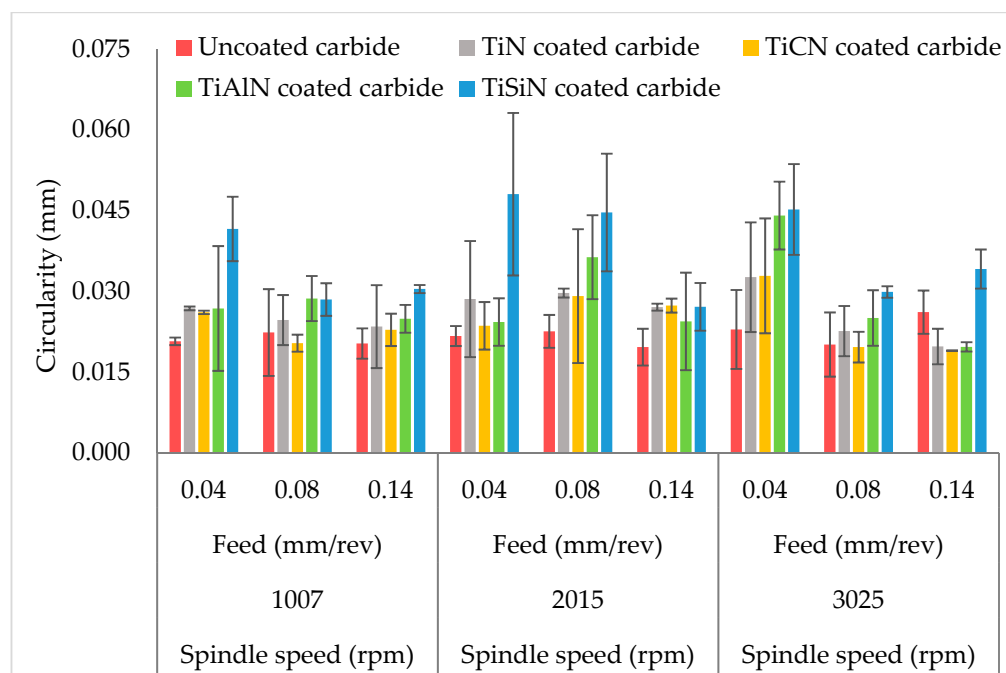 Uncoated carbide TiN coated carbide TiCN coated carbide
TiAlN coated carbide TiSiN coated carbide
Circularity (mm)
0.075
0.060
0.045
0.030
0.015
0.000
0.04 0.08 0.14 0.04 0.08 0.14 0.04 0.08 0.14
Feed (mm/rev) Feed (mm/rev) Feed (mm/rev)
1007 2015 3025
Spindle speed (rpm) Spindle speed (rpm) Spindle speed (rpm)